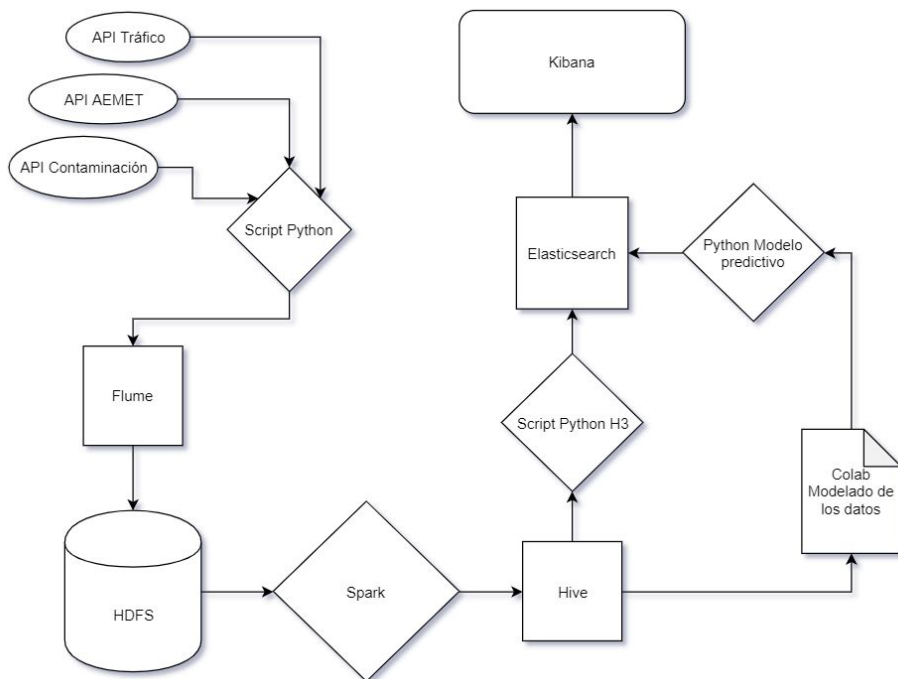 API Tráfico
API AEMET
API Contaminación
Script Python
Flume
HDFS
Spark
Hive
Script Python H3
Elasticsearch
Kibana
Python Modelo
predictivo
Colab
Modelado de
los datos